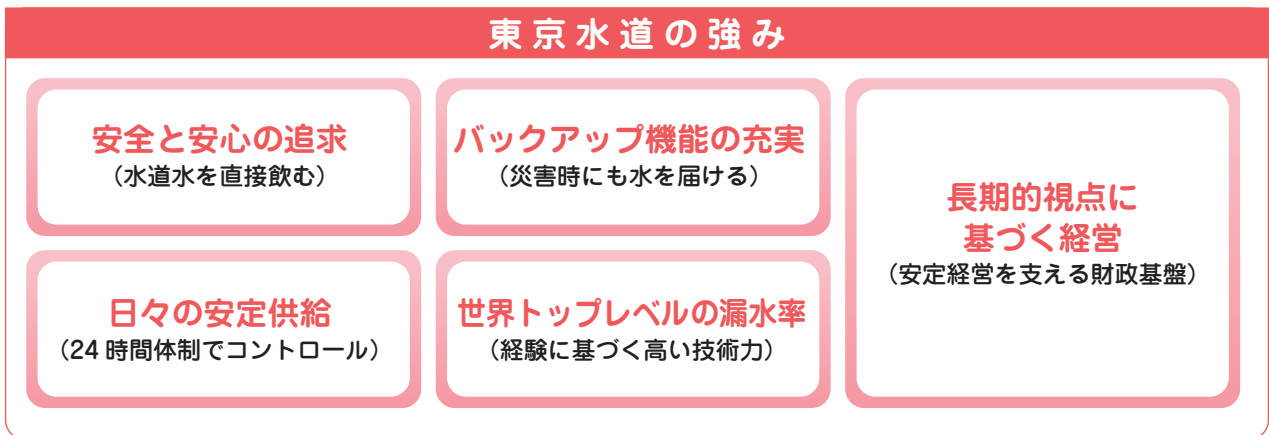 東京水道の強み
安全と安心の追求
（水道水を直接飲む）
バックアップ機能の充実
（災害時にも水を届ける）
日々の安定供給
（24時間体制でコントロール）
世界トップレベルの漏水率
（経験に基づく高い技術力）
長期的視点に
基づく経営
（安定経営を支える財政基盤）